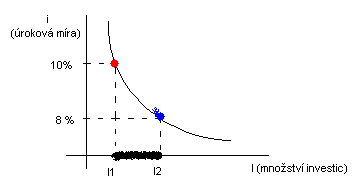 i
(úroková míra)
10%
8 %
I1
I2
I (množství investic)